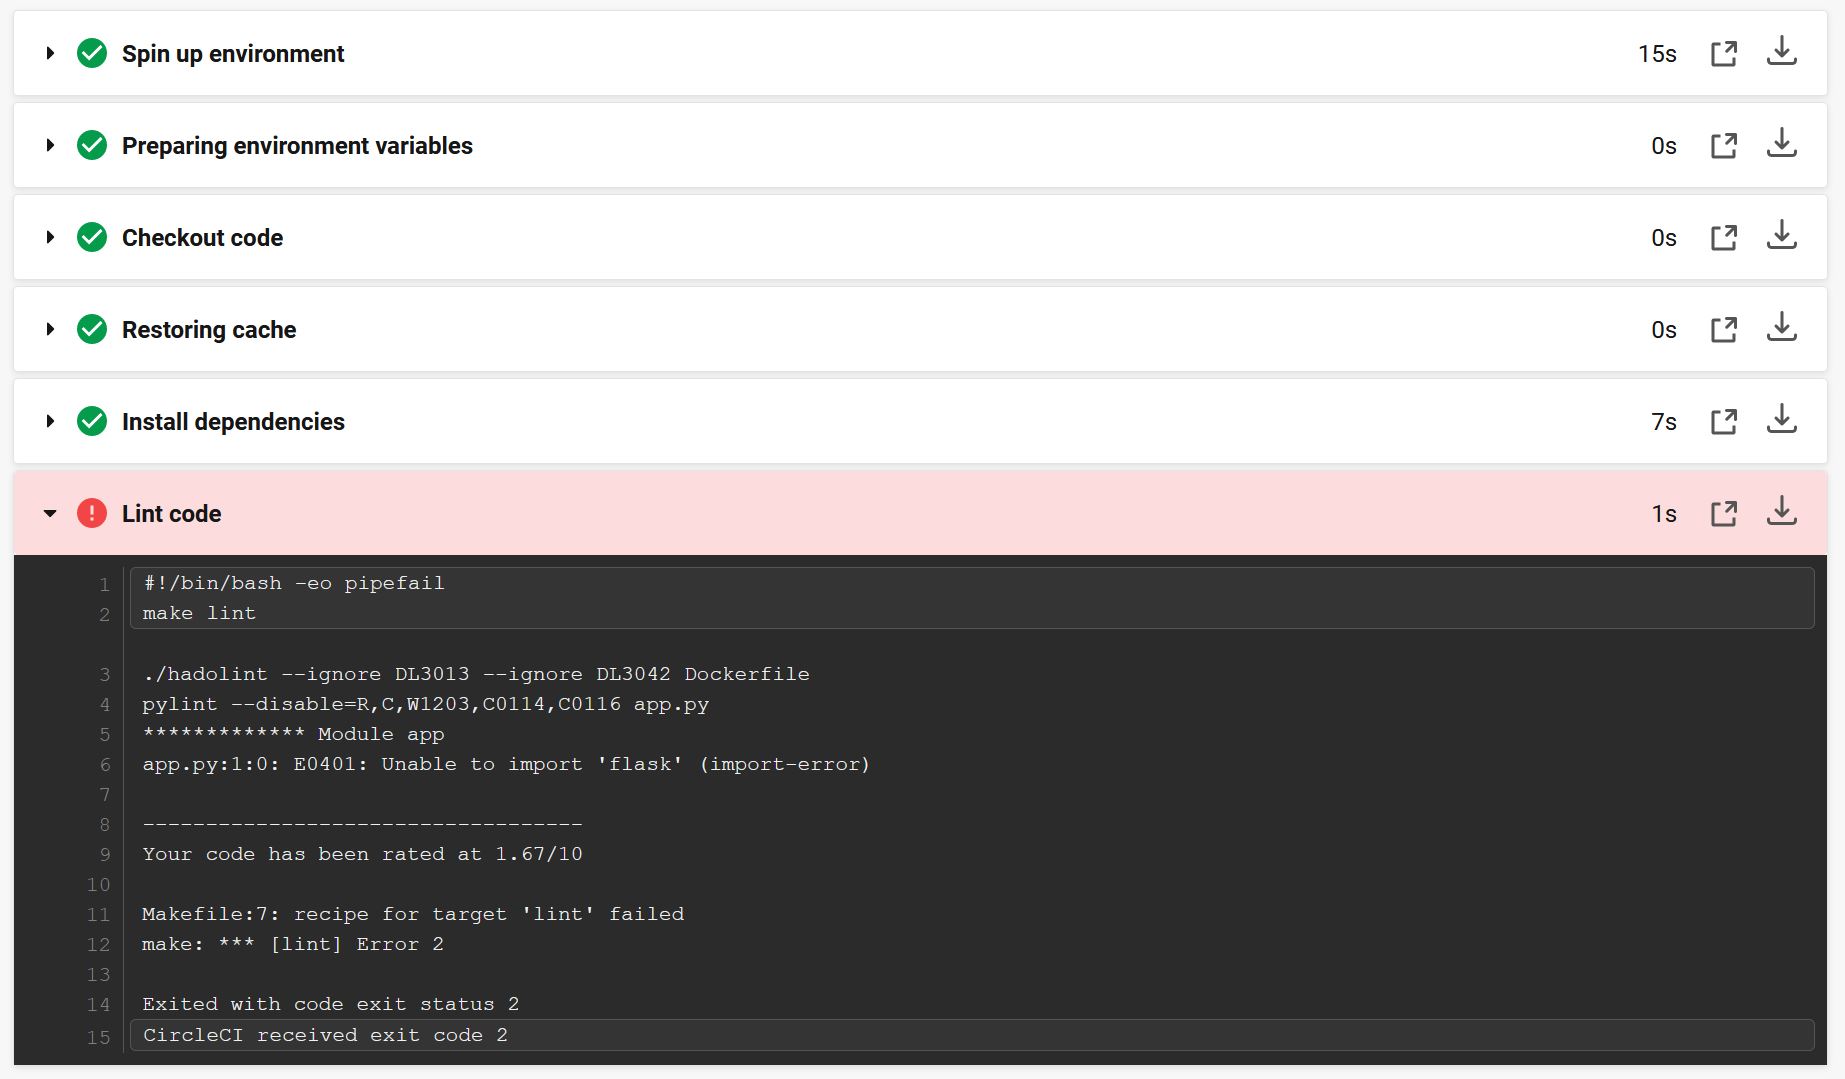 Spin up environment 15s
Preparing environment variables 0s
Checkout code 0s
Restoring cache 0s
Install dependencies 7s
Lint code 1s
1 #!/bin/bash -eo pipefail
2 make lint
3 ./hadolint --ignore DL3013 --ignore DL3042 Dockerfile
4 pylint --disable=R,C,W1203,C0114,C0116 app.py
5 ************* Module app
6 app.py:1:0: E0401: Unable to import 'flask' (import-error)
7
8 -----------------------------------
9 Your code has been rated at 1.67/10
10
11 Makefile:7: recipe for target 'lint' failed
12 make: *** [lint] Error 2
13
14 Exited with code exit status 2
15 CircleCI received exit code 2